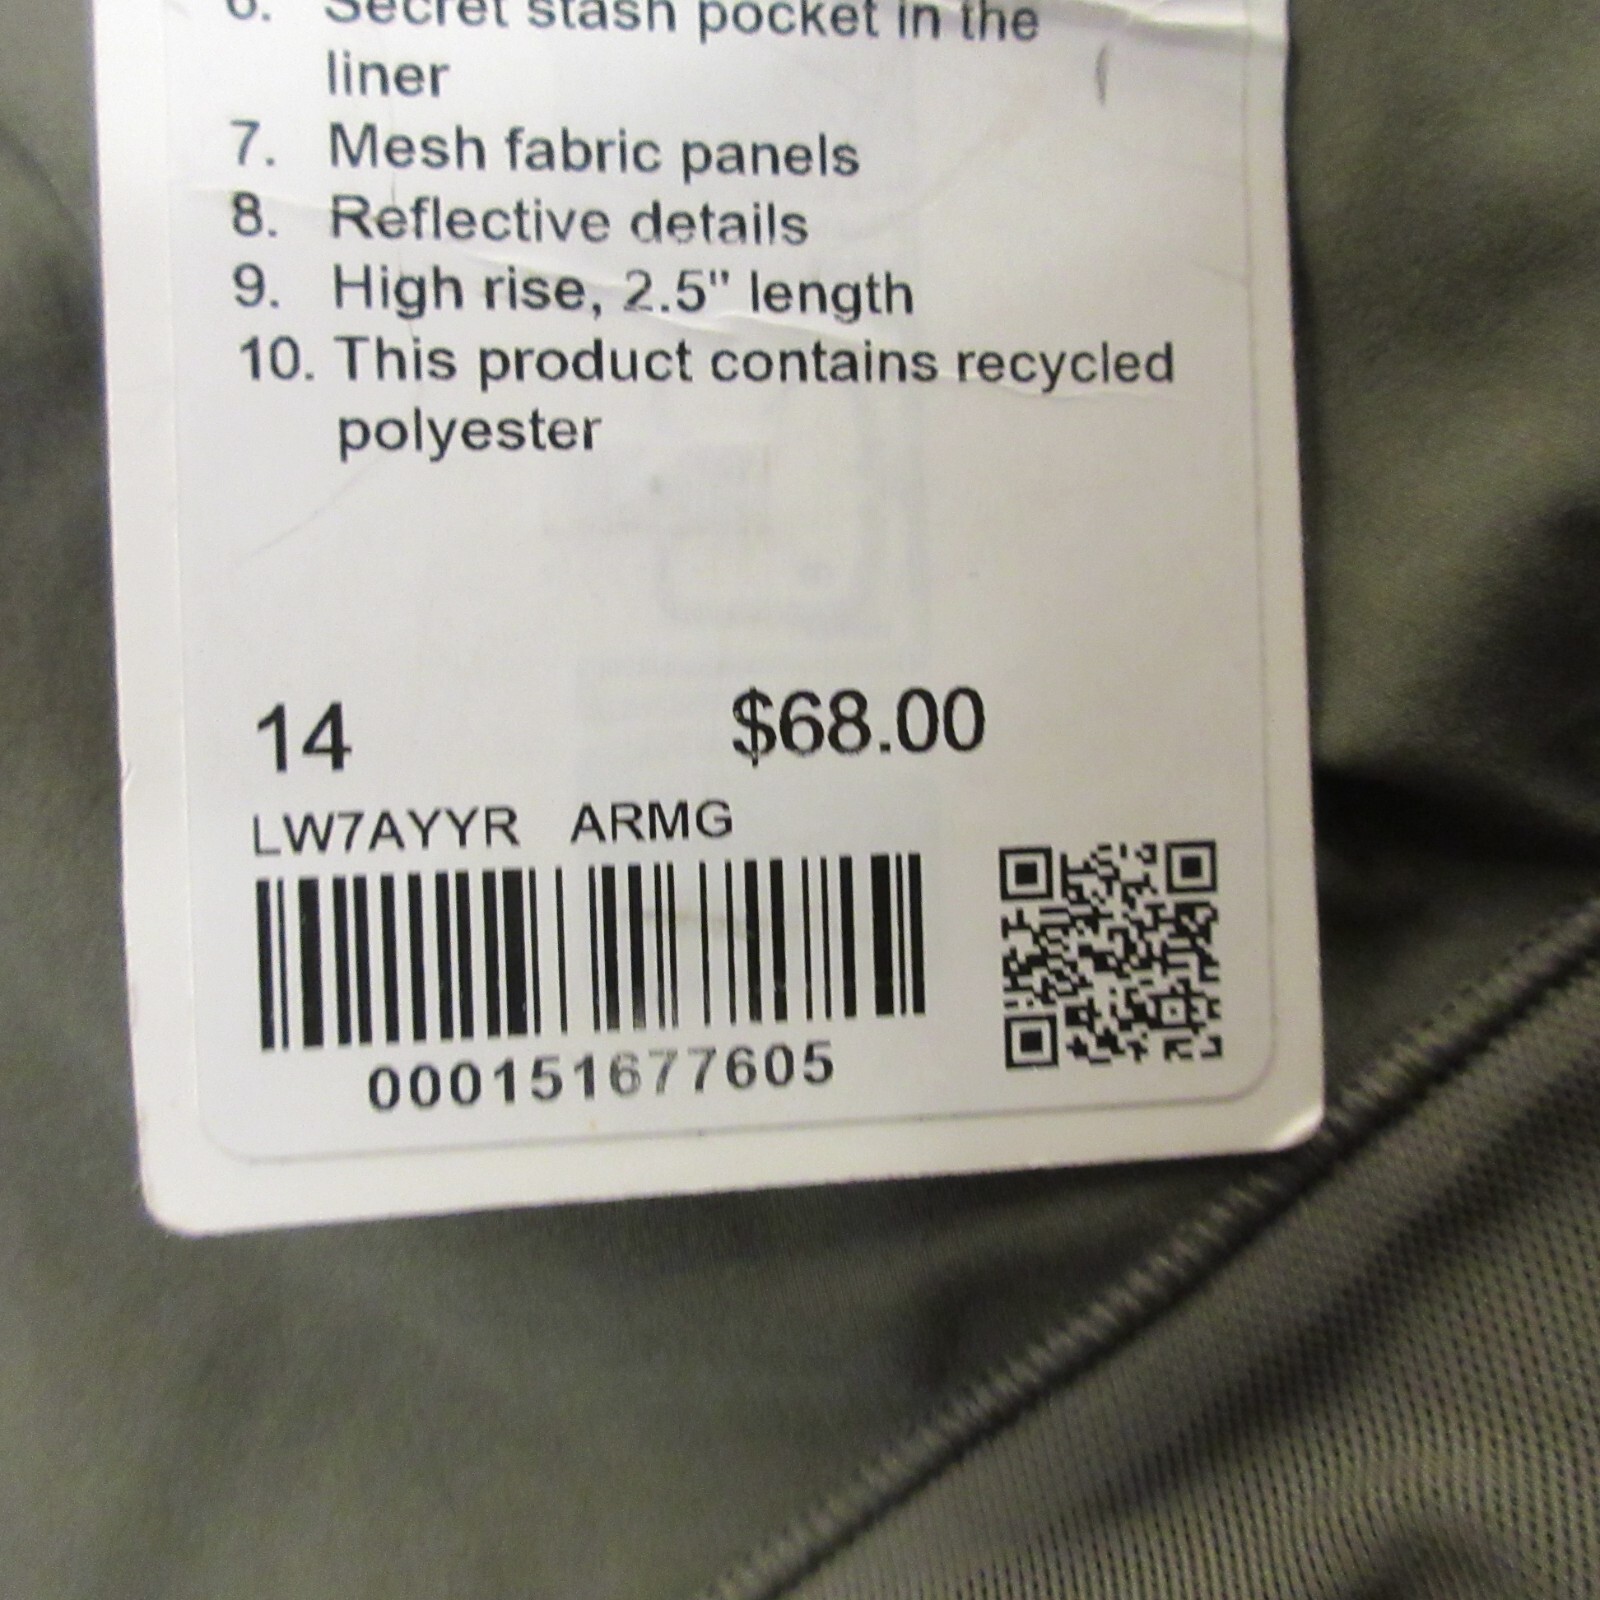 6. Secret stash pocket in the
liner
7. Mesh fabric panels
8. Reflective details
9. High rise, 2.5" length
10. This product contains recycled
polyester
14 $68.00
LW7AYYR ARMG
000151677605